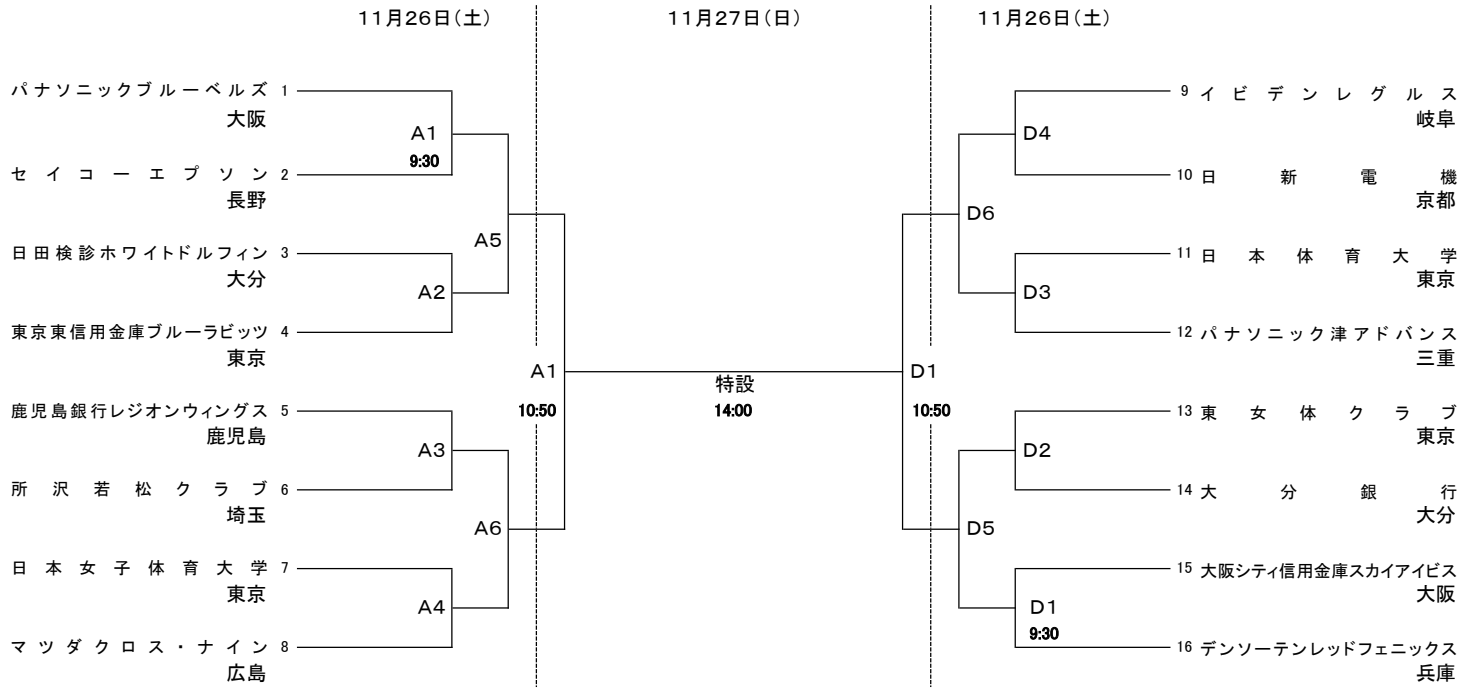 11月26日(土)
11月27日(日)
11月26日(土)
パナソニックブルーベルズ 1
大阪
A1
9:30
セイコーエプソン 2
長野
A5
日田検診ホワイトドルフィン 3
大分
A2
東京東信用金庫ブルーラビッツ 4
東京
A1
10:50
鹿児島銀行レジオンウィングス 5
鹿児島
A3
所沢若松クラブ 6
埼玉
A6
日本女子体育大学 7
東京
A4
マツダクロス・ナイン 8
広島
特設
14:00
9 イビデンレグルス
岐阜
D4
10 日新電機
京都
D6
11 日本体育大学
東京
D3
12 パナソニック津アドバンス
三重
D1
10:50
13 東女体クラブ
東京
D2
14 大分銀行
大分
D5
15 大阪シティ信用金庫スカイアイビス
大阪
D1
9:30
16 デンソーテンレッドフェニックス
兵庫